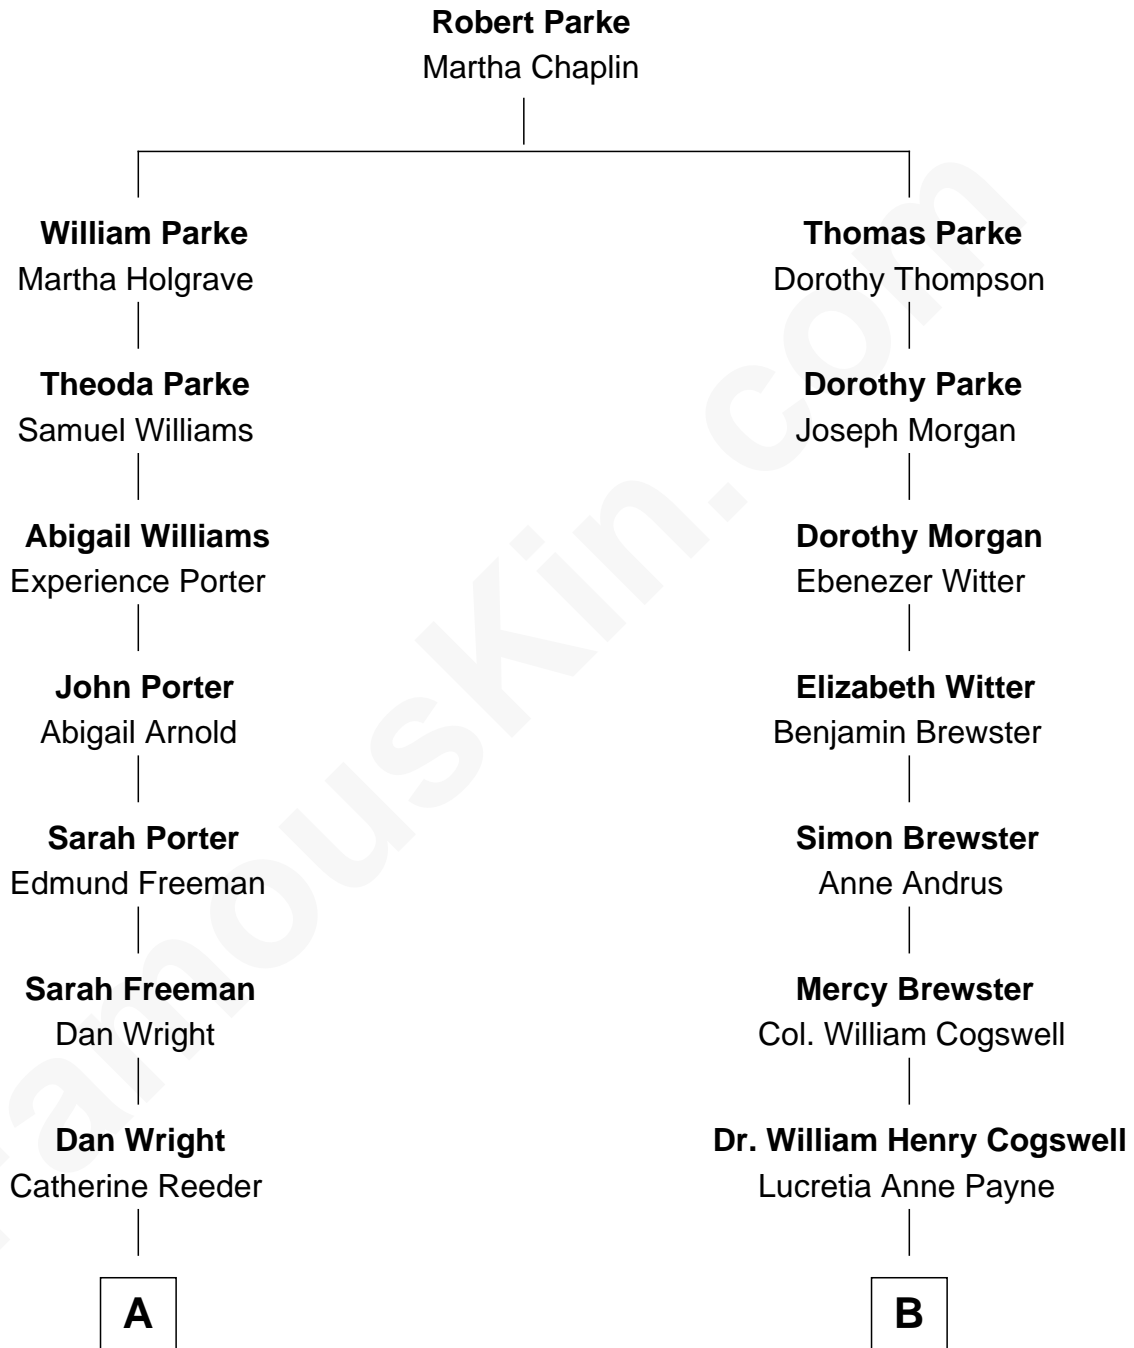 Robert Parke
Martha Chaplin
William Parke
Martha Holgrave
Thomas Parke
Dorothy Thompson
Theoda Parke
Samuel Williams
Dorothy Parke
Joseph Morgan
Abigail Williams
Experience Porter
Dorothy Morgan
Ebenezer Witter
John Porter
Abigail Arnold
Elizabeth Witter
Benjamin Brewster
Sarah Porter
Edmund Freeman
Simon Brewster
Anne Andrus
Sarah Freeman
Dan Wright
Mercy Brewster
Col. William Cogswell
Dan Wright
Catherine Reeder
Dr. William Henry Cogswell
Lucretia Anne Payne
A
B
FamousKin.com